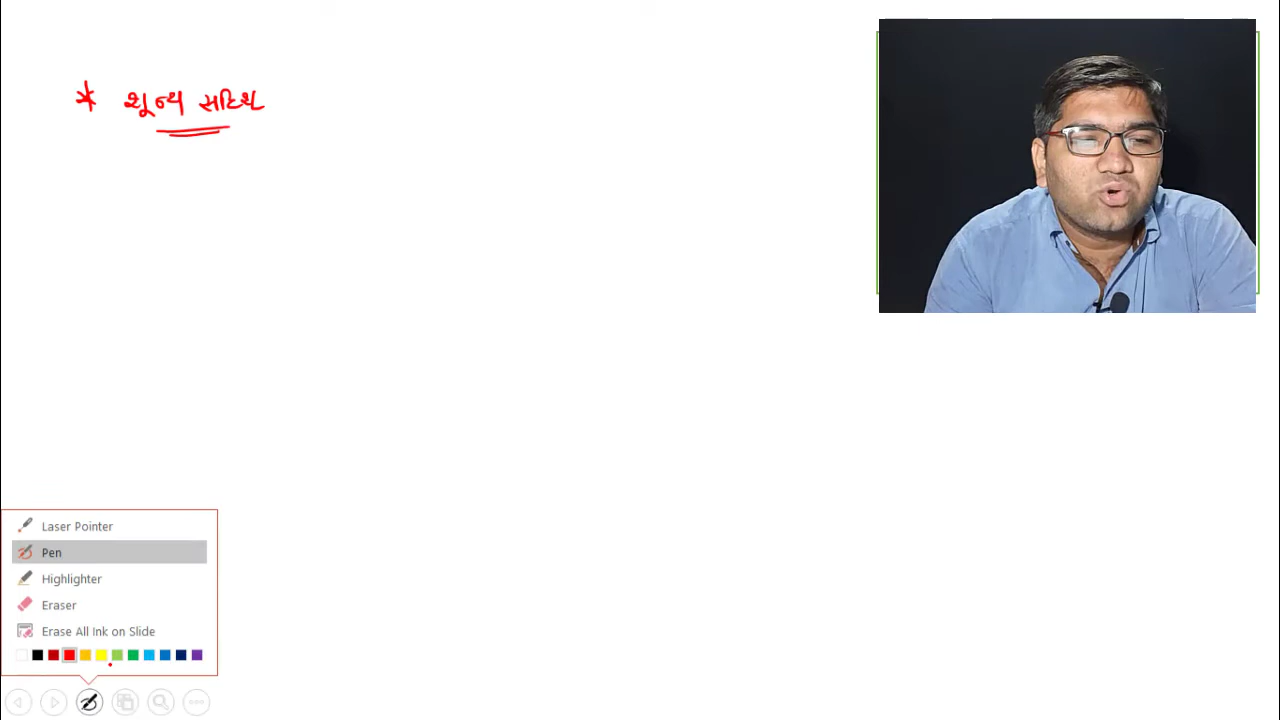 * શૂન્ય સદિશ
Laser Pointer
Pen
Highlighter
Eraser
Erase All Ink on Slide